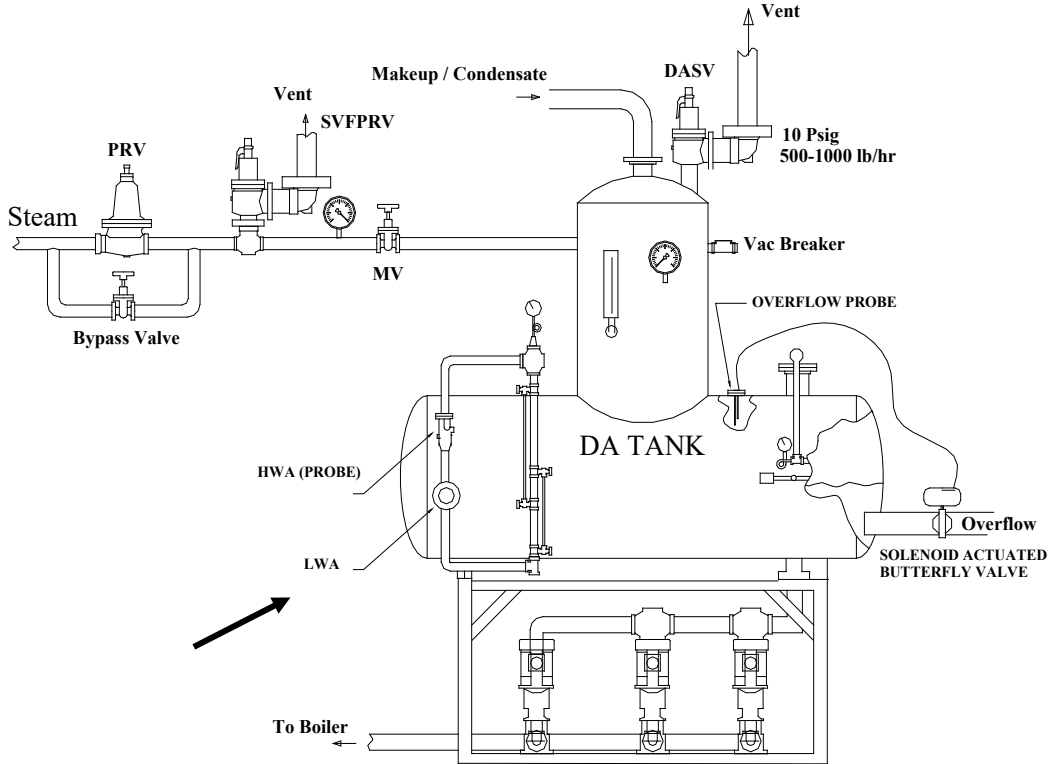 Vent
Makeup / Condensate
DASV
Vent
SVFPRV
10 Psig
500-1000 lb/hr
PRV
Steam
Vac Breaker
MV
OVERFLOW PROBE
Bypass Valve
DA TANK
HWA (PROBE)
Overflow
LWA
SOLENOID ACTUATED
BUTTERFLY VALVE
To Boiler